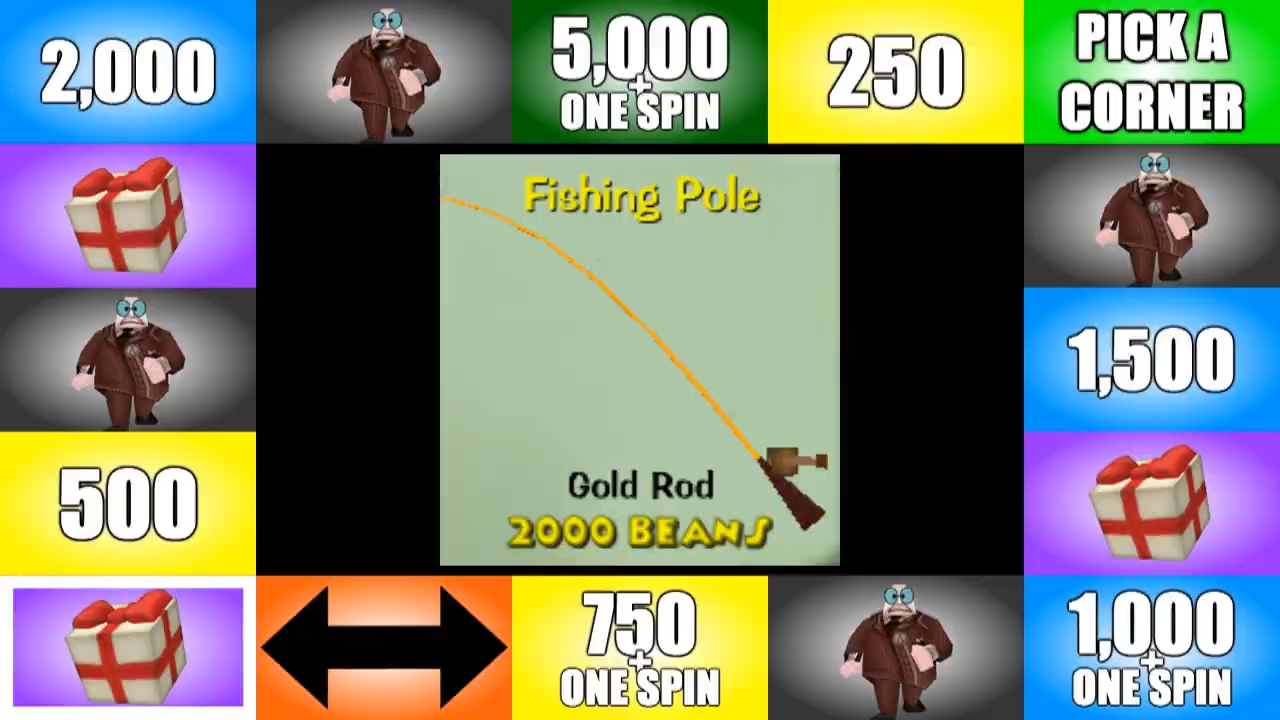 2,000
5,000
+
ONE SPIN
250
PICK A
CORNER
Fishing Pole
1,500
500
Gold Rod
2000 BEANS
750
+
ONE SPIN
1,000
+
ONE SPIN